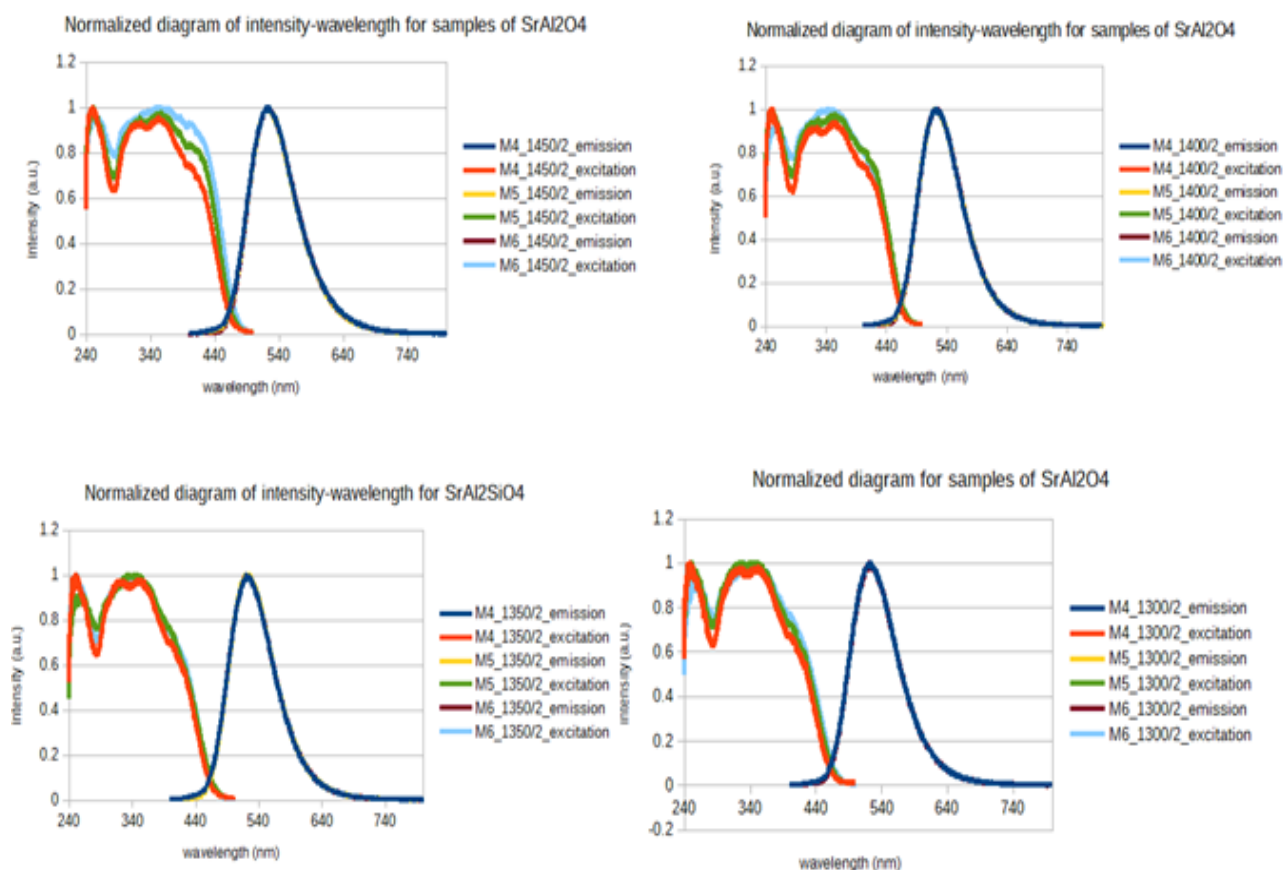 Normalized diagram of intensity-wavelength for samples of SrAl2O4
1.2
1
0.8
0.6
0.4
0.2
0
intensity (a.u.)
240 340 440 540 640 740
wavelength (nm)
M4_1450/2_emission
M4_1450/2_excitation
M5_1450/2_emission
M5_1450/2_excitation
M6_1450/2_emission
M6_1450/2_excitation
Normalized diagram of intensity-wavelength for samples of SrAl2O4
1.2
1
0.8
0.6
0.4
0.2
0
intensity (a.u.)
240 340 440 540 640 740
wavelength (nm)
M4_1400/2_emission
M4_1400/2_excitation
M5_1400/2_emission
M5_1400/2_excitation
M6_1400/2_emission
M6_1400/2_excitation
Normalized diagram of intensity-wavelength for SrAl2SiO4
1.2
1
0.8
0.6
0.4
0.2
0
intensity (a.u.)
240 340 440 540 640 740
wavelength (nm)
M4_1350/2_emission
M4_1350/2_excitation
M5_1350/2_emission
M5_1350/2_excitation
M6_1350/2_emission
M6_1350/2_excitation
Normalized diagram for samples of SrAl2O4
1.2
1
0.8
0.6
0.4
0.2
0
-0.2
intensity (a.u.)
240 340 440 540 640 740
wavelength (nm)
M4_1300/2_emission
M4_1300/2_excitation
M5_1300/2_emission
M5_1300/2_excitation
M6_1300/2_emission
M6_1300/2_excitation